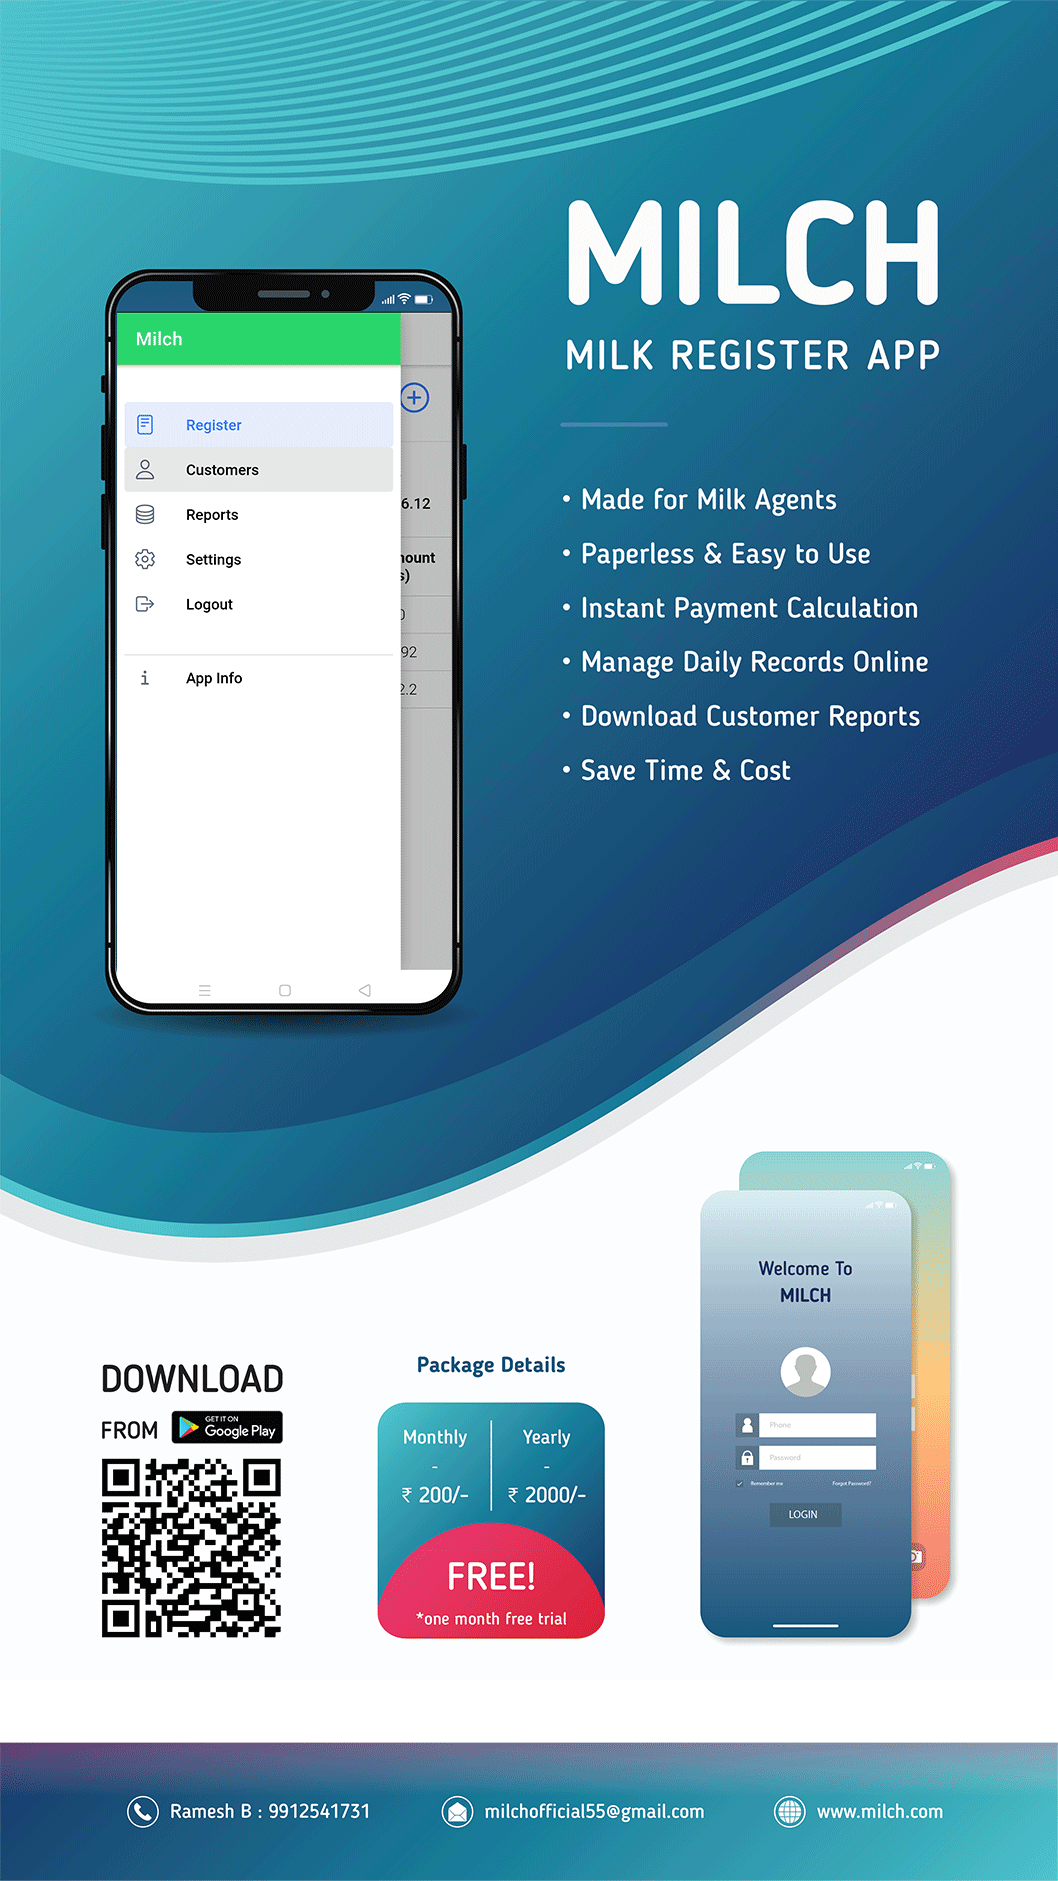 MILCH
MILK REGISTER APP
Milch
Register
Customers
Reports
Settings
Logout
App Info
6.12
nount
s)
0
92
2.2
• Made for Milk Agents
• Paperless & Easy to Use
• Instant Payment Calculation
• Manage Daily Records Online
• Download Customer Reports
• Save Time & Cost
Welcome To
MILCH
Phone
Password
Remember me Forgot Password?
LOGIN
DOWNLOAD
FROM GET IT ON Google Play
Package Details
Monthly Yearly
- -
₹ 200/- ₹ 2000/-
FREE!
*one month free trial
Ramesh B : 9912541731 milchofficial55@gmail.com www.milch.com